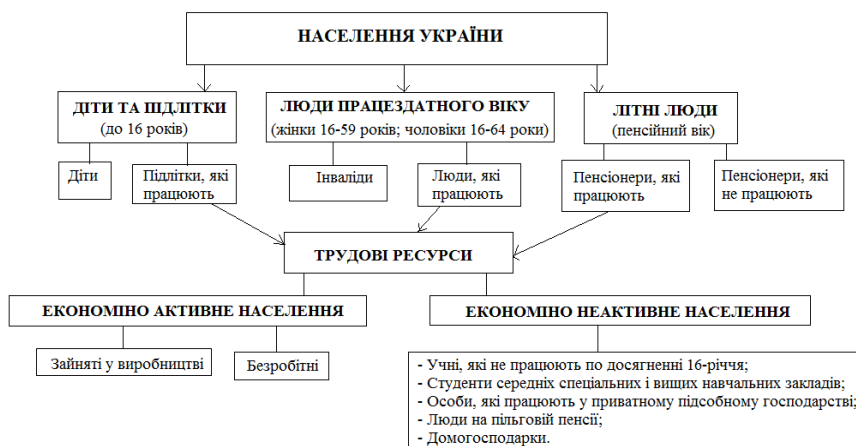 НАСЕЛЕННЯ УКРАЇНИ
ДІТИ ТА ПІДЛІТКИ
(до 16 років)
ЛЮДИ ПРАЦЕЗДАТНОГО ВІКУ
(жінки 16-59 років; чоловіки 16-64 роки)
ЛІТНІ ЛЮДИ
(пенсійний вік)
Діти
Підлітки, які
працюють
Інваліди
Люди, які
працюють
Пенсіонери, які
працюють
Пенсіонери, які
не працюють
ТРУДОВІ РЕСУРСИ
ЕКОНОМІНО АКТИВНЕ НАСЕЛЕННЯ
ЕКОНОМІНО НЕАКТИВНЕ НАСЕЛЕННЯ
Зайняті у виробництві
Безробітні
- Учні, які не працюють по досягненні 16-річчя;
- Студенти середніх спеціальних і вищих навчальних закладів;
- Особи, які працюють у приватному підсобному господарстві;
- Люди на пільговій пенсії;
- Домогосподарки.